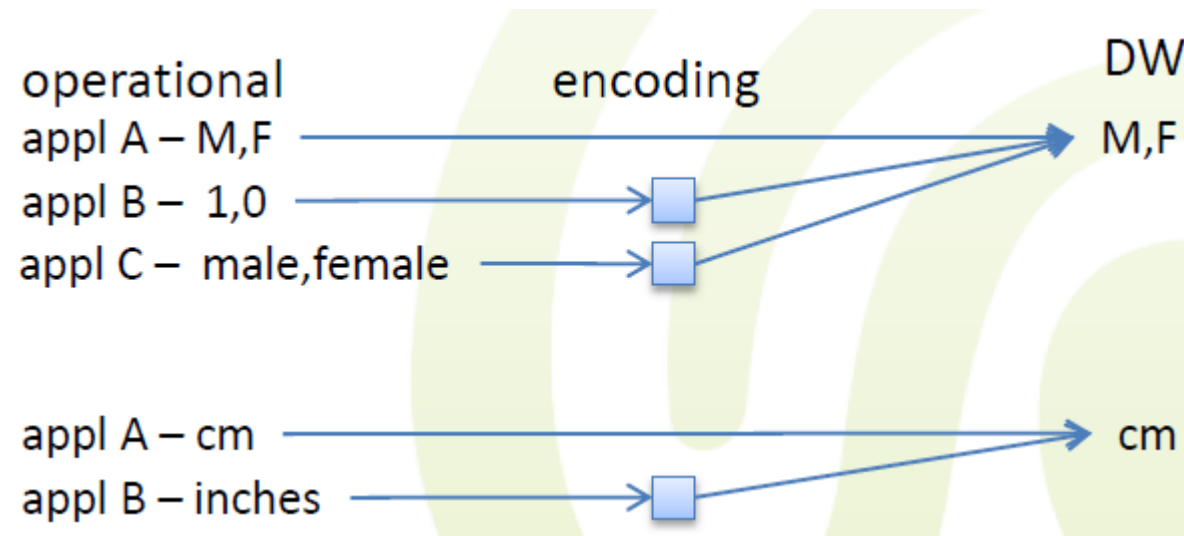 operational encoding DW
appl A – M,F M,F
appl B – 1,0
appl C – male,female
appl A – cm cm
appl B – inches